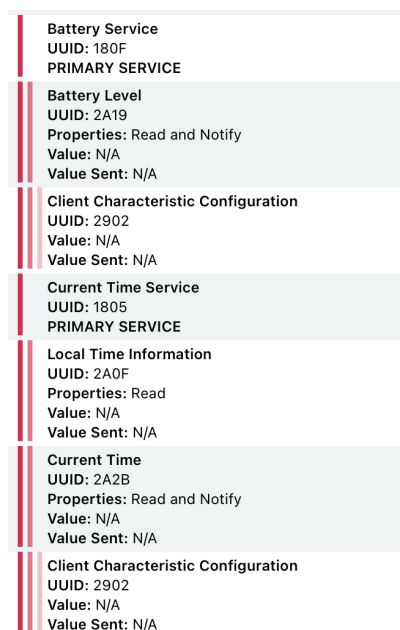 Battery Service
UUID: 180F
PRIMARY SERVICE
Battery Level
UUID: 2A19
Properties: Read and Notify
Value: N/A
Value Sent: N/A
Client Characteristic Configuration
UUID: 2902
Value: N/A
Value Sent: N/A
Current Time Service
UUID: 1805
PRIMARY SERVICE
Local Time Information
UUID: 2A0F
Properties: Read
Value: N/A
Value Sent: N/A
Current Time
UUID: 2A2B
Properties: Read and Notify
Value: N/A
Value Sent: N/A
Client Characteristic Configuration
UUID: 2902
Value: N/A
Value Sent: N/A